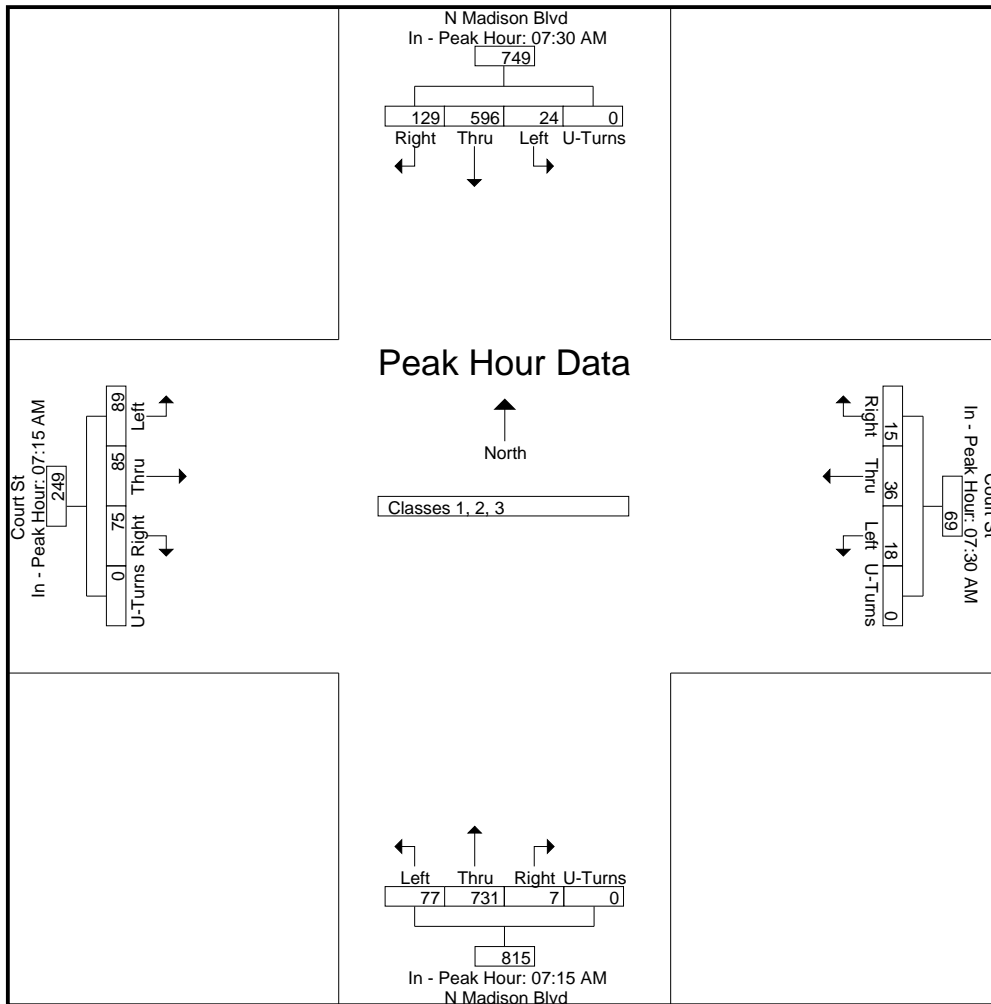 N Madison Blvd
In - Peak Hour: 07:30 AM
749
129 596 24 0
Right Thru Left U-Turns
Peak Hour Data
North
Classes 1, 2, 3
Court St
In - Peak Hour: 07:15 AM
249
89 85 75 0
Left Thru Right U-Turns
Court St
In - Peak Hour: 07:30 AM
69
15 36 18 0
Right Thru Left U-Turns
Left Thru Right U-Turns
77 731 7 0
815
In - Peak Hour: 07:15 AM
N Madison Blvd